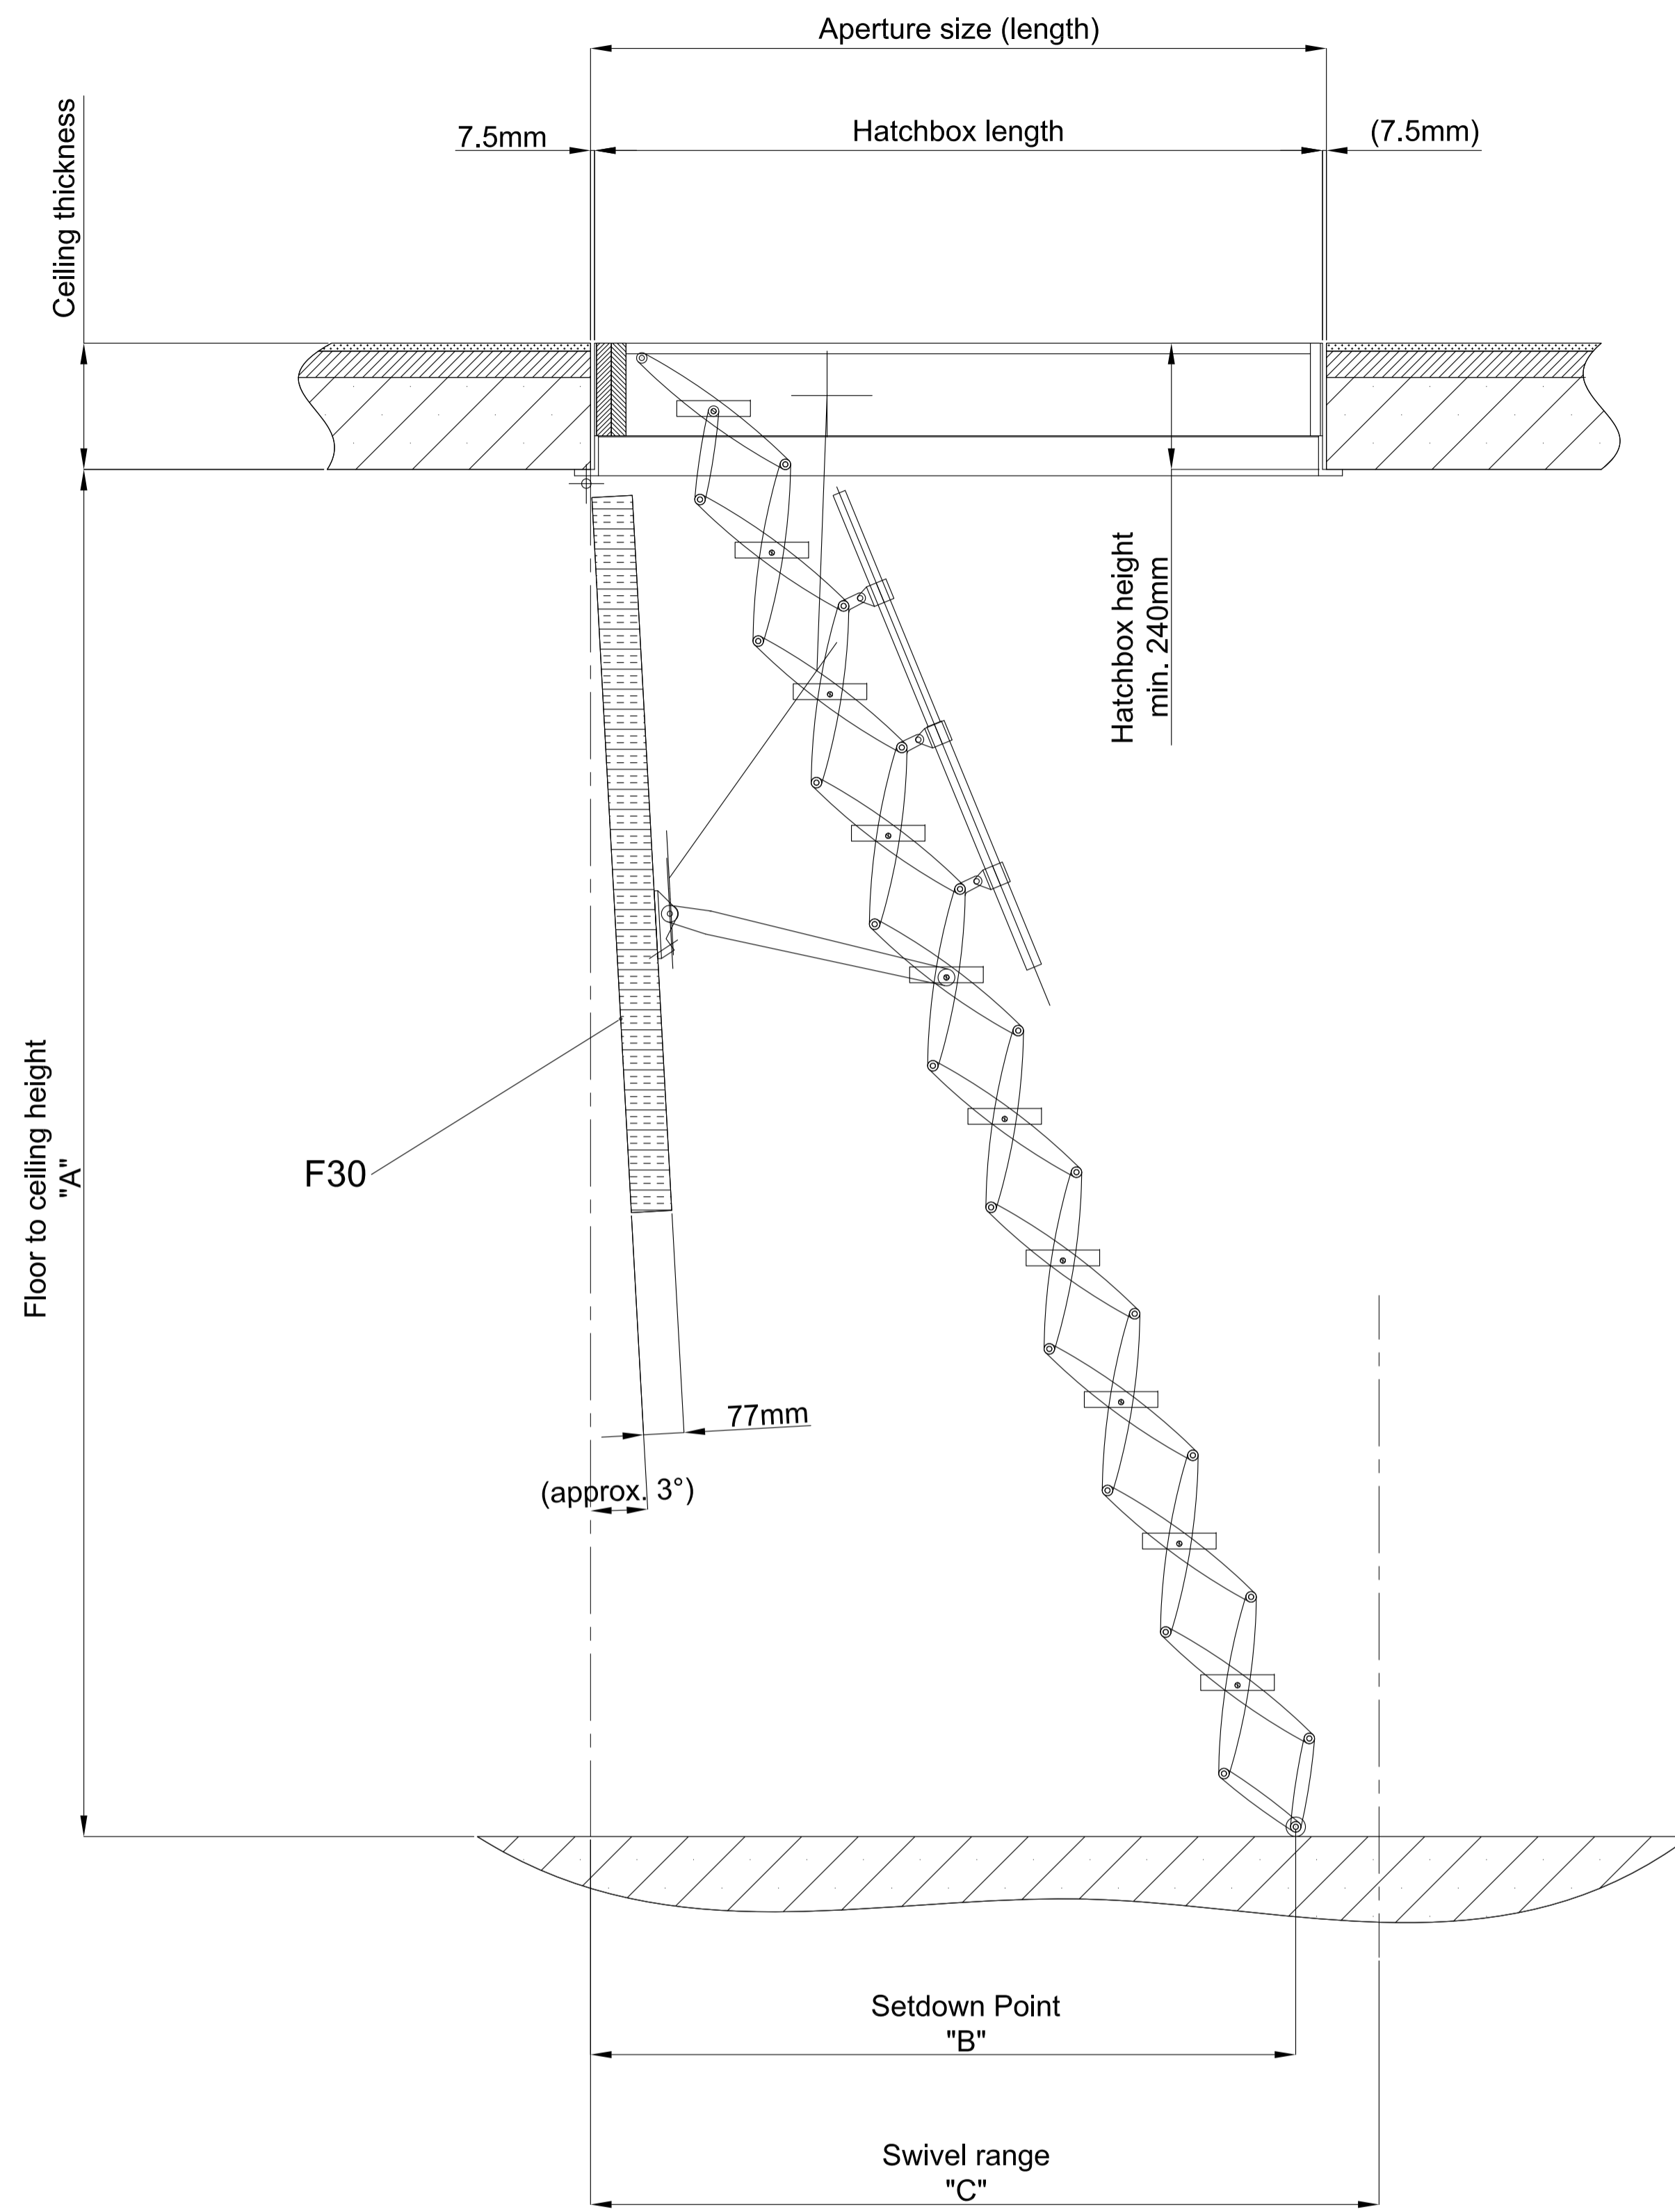 Aperture size (length)
7.5mm
Hatchbox length
(7.5mm)
Ceiling thickness
Hatchbox height
min. 240mm
Floor to ceiling height
"A"
F30
77mm
(approx. 3°)
Setdown Point
"B"
Swivel range
"C"